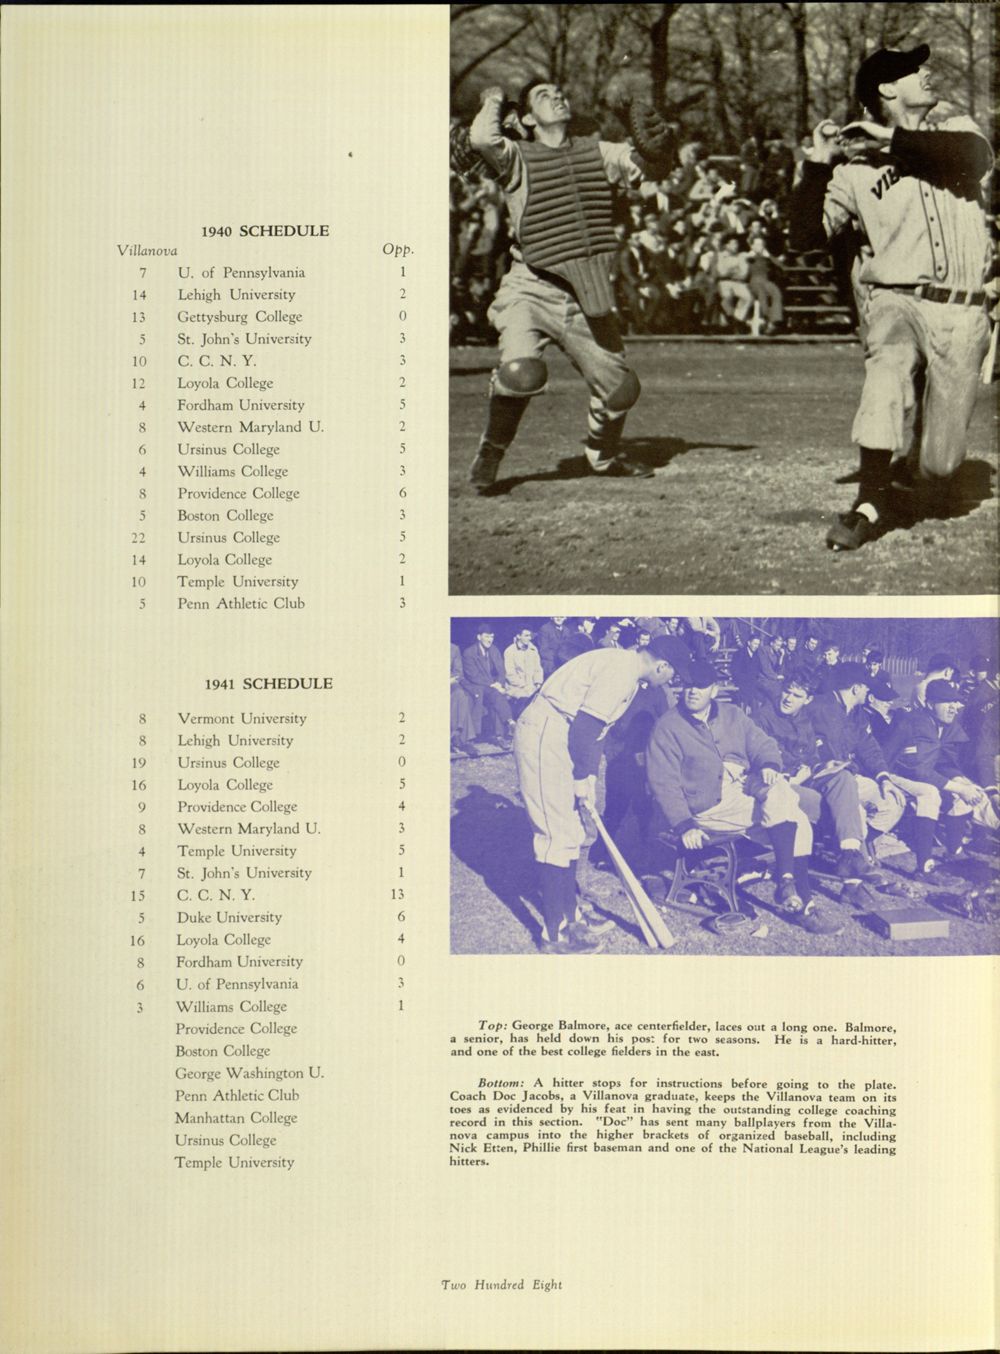 1940 SCHEDULE
Villanova Opp.
7 U. of Pennsylvania 1
14 Lehigh University 2
13 Gettysburg College 0
5 St. John's University 3
10 C. C. N. Y. 3
12 Loyola College 2
4 Fordham University 5
8 Western Maryland U. 2
6 Ursinus College 5
4 Williams College 3
8 Providence College 6
5 Boston College 3
22 Ursinus College 5
14 Loyola College 2
10 Temple University 1
5 Penn Athletic Club 3
1941 SCHEDULE
8 Vermont University 2
8 Lehigh University 2
19 Ursinus College 0
16 Loyola College 5
9 Providence College 4
8 Western Maryland U. 3
4 Temple University 5
7 St. John's University 1
15 C. C. N. Y. 13
5 Duke University 6
16 Loyola College 4
8 Fordham University 0
6 U. of Pennsylvania 3
3 Williams College 1
Providence College
Boston College
George Washington U.
Penn Athletic Club
Manhattan College
Ursinus College
Temple University
Top: George Balmore, ace centerfielder, laces out a long one. Balmore,
a senior, has held down his post for two seasons. He is a hard-hitter,
and one of the best college fielders in the east.
Bottom: A hitter stops for instructions before going to the plate.
Coach Doc Jacobs, a Villanova graduate, keeps the Villanova team on its
toes as evidenced by his feat in having the outstanding college coaching
record in this section. "Doc" has sent many ballplayers from the Villa-
nova campus into the higher brackets of organized baseball, including
Nick Etten, Phillie first baseman and one of the National League's leading
hitters.
Two Hundred Eight